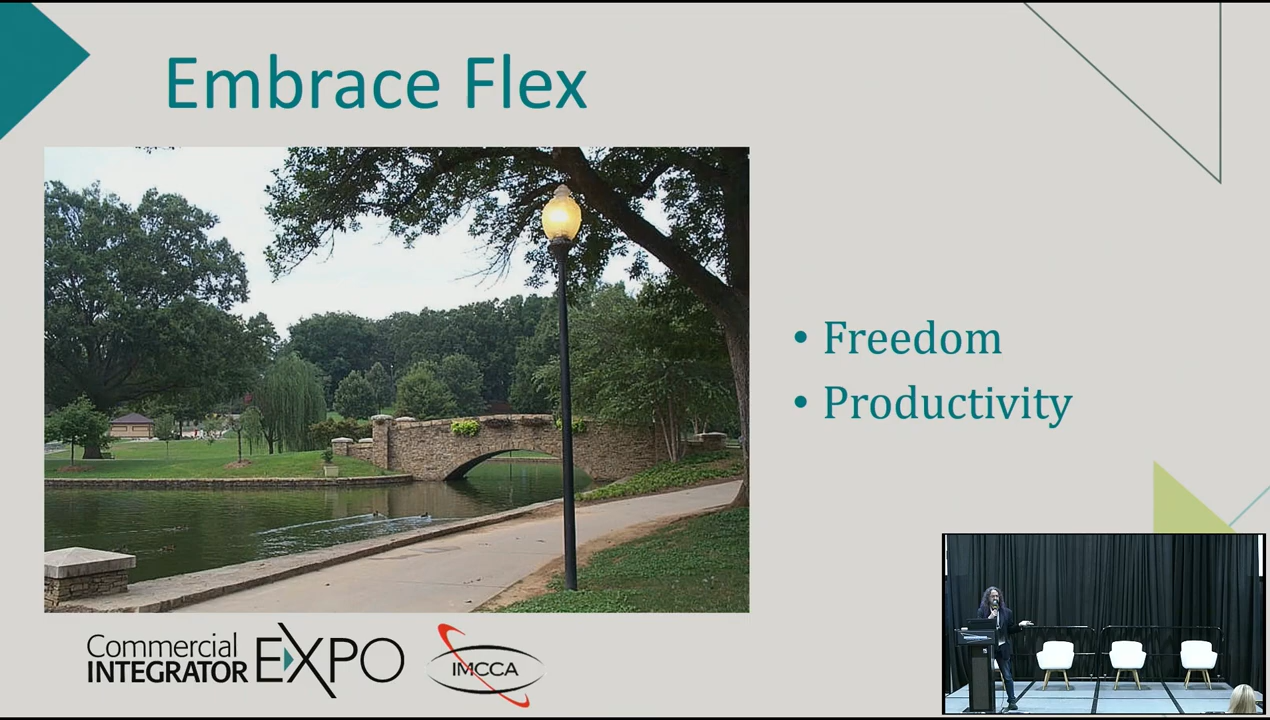 Embrace Flex
• Freedom
• Productivity
Commercial
INTEGRATOR EXPO
IMCCA